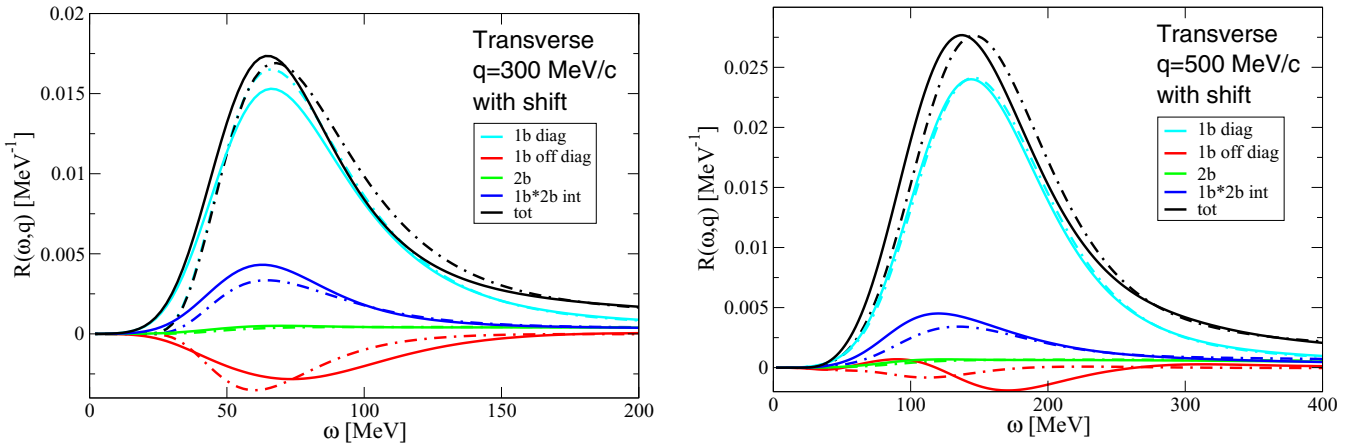 Transverse
q=300 MeV/c
with shift
1b diag
1b off diag
2b
1b*2b int
tot
R(ω,q) [MeV⁻¹]
0.015
0.01
0.005
0
0
50
100
150
200
ω [MeV]
Transverse
q=500 MeV/c
with shift
1b diag
1b off diag
2b
1b*2b int
tot
R(ω,q) [MeV⁻¹]
0.025
0.02
0.015
0.01
0.005
0
0
100
200
300
400
ω [MeV]